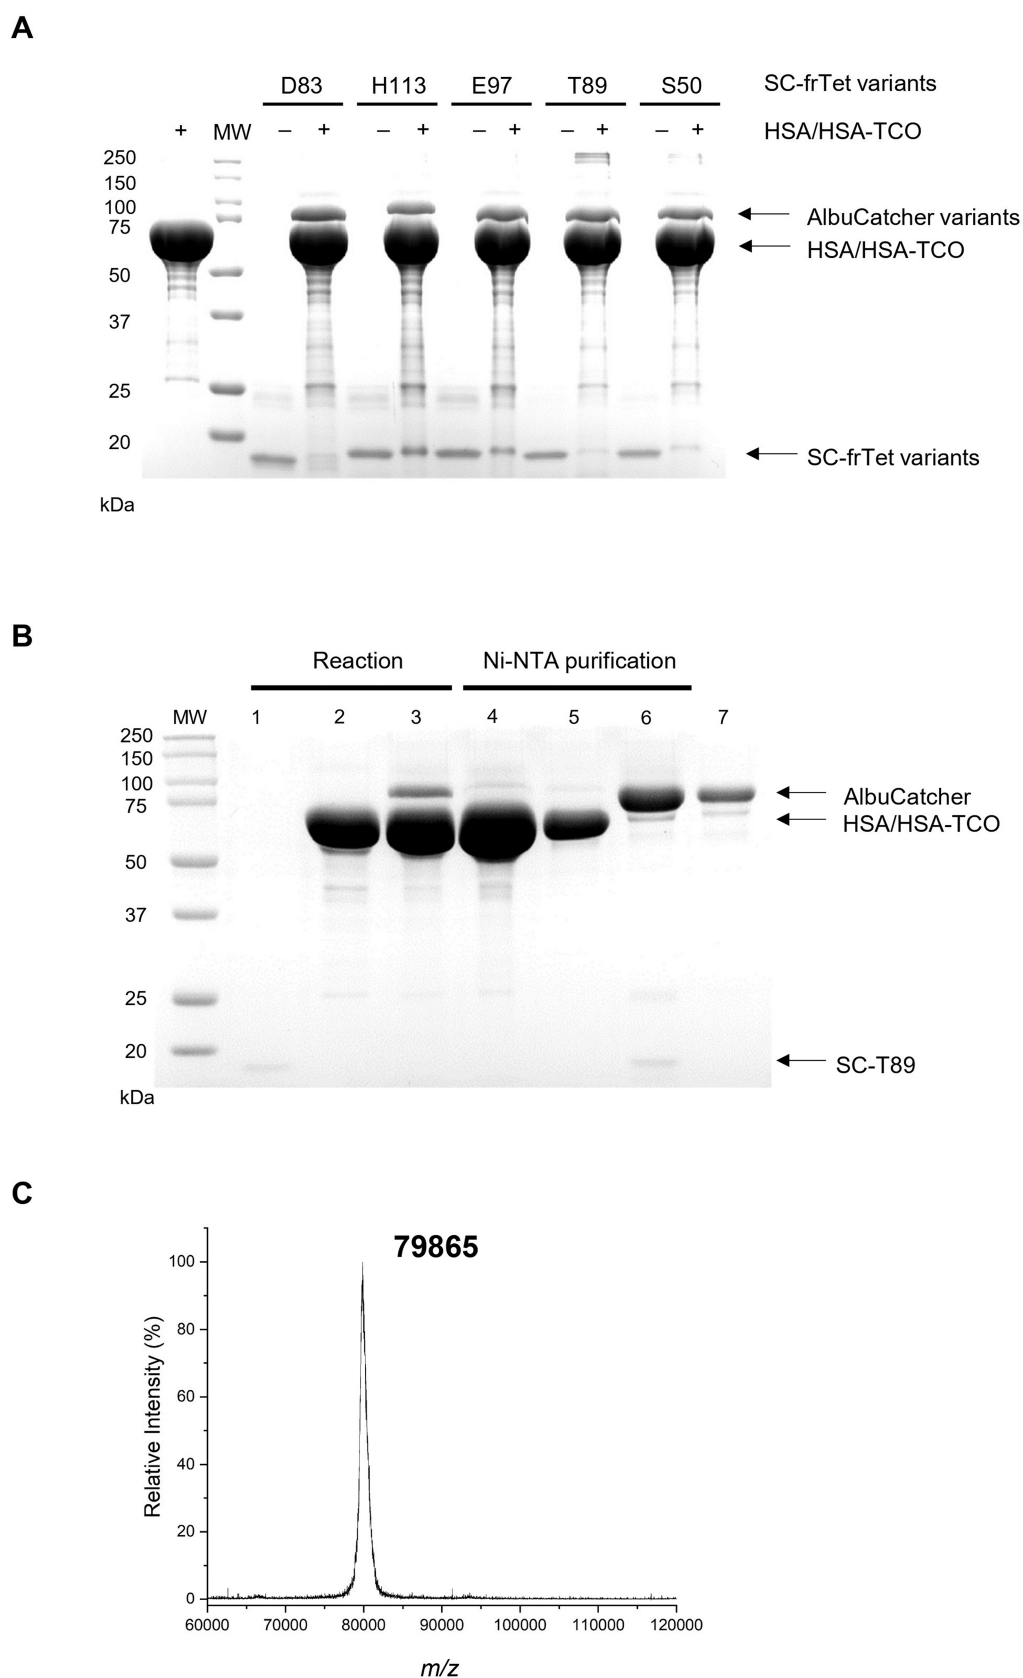 A
D83 H113 E97 T89 S50 SC-frTet variants
+ MW – + – + – + – + – + HSA/HSA-TCO
250
150
100
75
50
37
25
20
kDa
AlbuCatcher variants
HSA/HSA-TCO
SC-frTet variants
B
Reaction Ni-NTA purification
MW 1 2 3 4 5 6 7
250
150
100
75
50
37
25
20
kDa
AlbuCatcher
HSA/HSA-TCO
SC-T89
C
79865
Relative Intensity (%)
100
80
60
40
20
0
60000 70000 80000 90000 100000 110000 120000
m/z